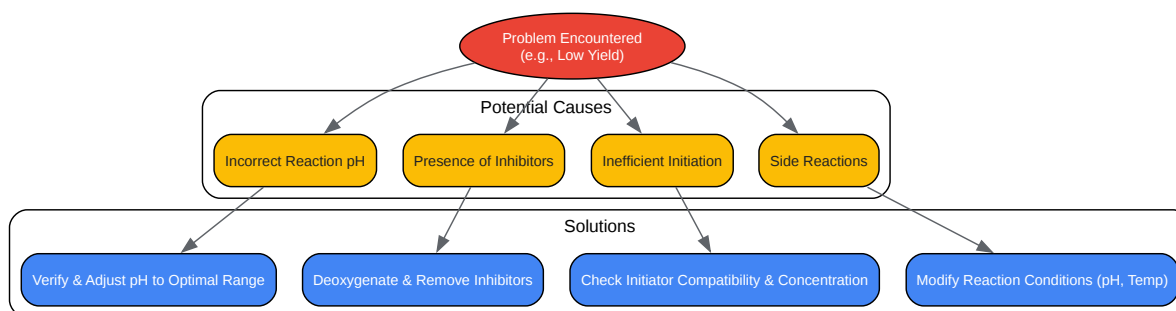 Problem Encountered
(e.g., Low Yield)
Potential Causes
Incorrect Reaction pH
Presence of Inhibitors
Inefficient Initiation
Side Reactions
Solutions
Verify & Adjust pH to Optimal Range
Deoxygenate & Remove Inhibitors
Check Initiator Compatibility & Concentration
Modify Reaction Conditions (pH, Temp)